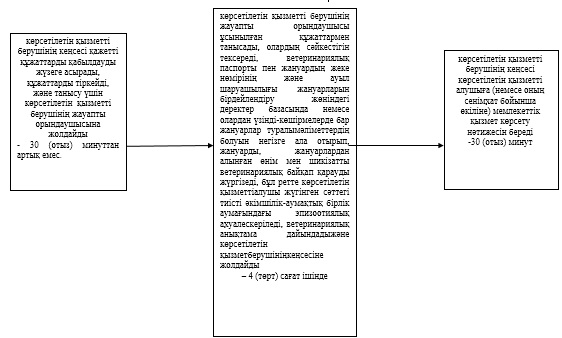 көрсетілетін қызметті
берушінің кеңсесі қажетті
құжаттарды қабылдауды
жүзеге асырады,
құжаттарды тіркейді,
және танысу үшін
көрсетілетін қызметті
берушінің жауапты
орындаушысына
жолдайды
- 30 (отыз) минуттан
артық емес.
көрсетілетін қызметті берушінің
жауапты орындаушысы
ұсынылған құжаттармен
танысады, олардың сәйкестігін
тексереді, ветеринариялық
паспорты пен жануардың жеке
нөмірінің және ауыл
шаруашылығы жануарларын
бірдейлендіру жөніндегі
деректер базасында немесе
олардан үзінді-көшірмелерде бар
жануарлар туралымәліметтердің
болуын негізге ала отырып,
жануарды, жануарлардан
алынған өнім мен шикізатты
ветеринариялық байқап қарауды
жүргізеді, бұл ретте көрсетілетін
қызметтіалушы жүгінген сәттегі
тиісті әкімшілік-аумақтық бірлік
аумағындағы эпизоотиялық
ахуалескеріледі, ветеринариялық
анықтама дайындадыжәне
көрсетілетін
қызметберушініңкеңсесіне
жолдайды
– 4 (төрт) сағат ішінде
көрсетілетін қызметті
берушінің кеңсесі
көрсетілетін қызметті
алушыға (немесе оның
сенімхат бойынша
өкіліне) мемлекеттік
қызмет көрсету
нәтижесін береді
-30 (отыз) минут